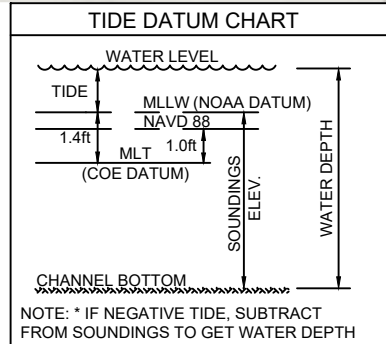 TIDE DATUM CHART
WATER LEVEL
TIDE
MLLW (NOAA DATUM)
NAVD 88
1.4ft
1.0ft
MLT
(COE DATUM)
SOUNDINGS
ELEV.
WATER DEPTH
CHANNEL BOTTOM
NOTE: * IF NEGATIVE TIDE, SUBTRACT
FROM SOUNDINGS TO GET WATER DEPTH